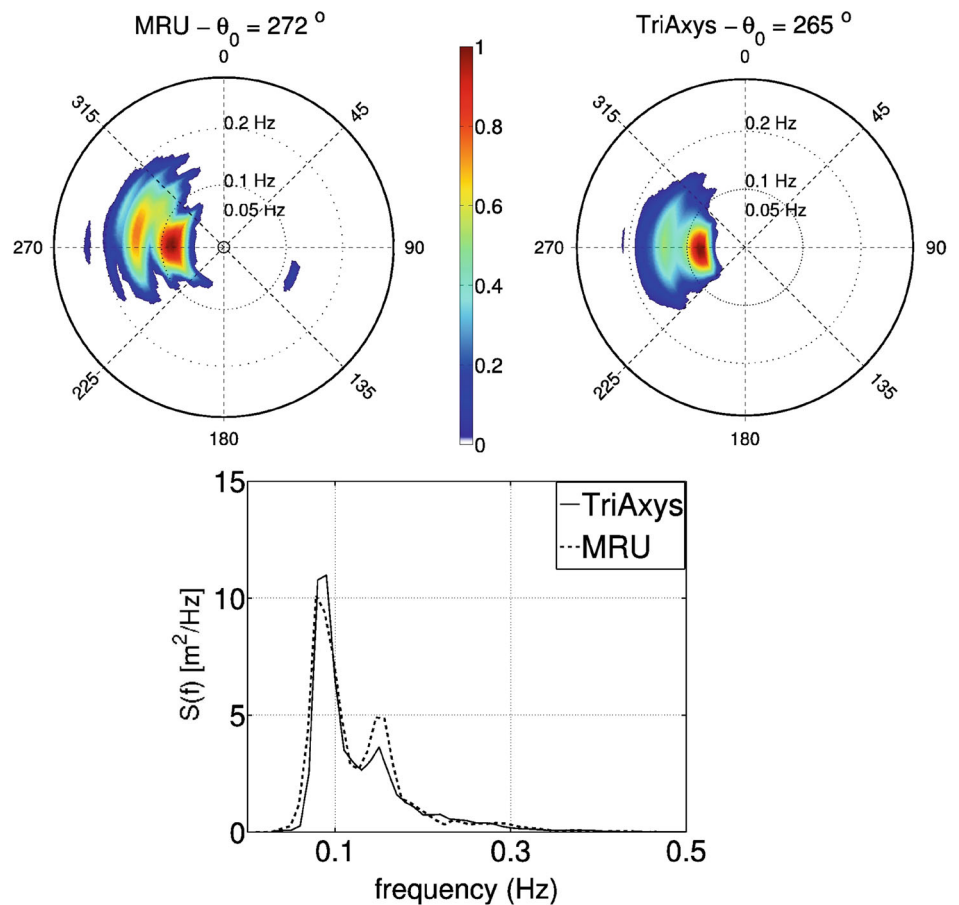 MRU – θ0 = 272 o
TriAxys – θ0 = 265 o
0
315
45
0.2 Hz
0.1 Hz
0.05 Hz
270
90
225
135
180
1
0.8
0.6
0.4
0.2
0
0
315
45
0.2 Hz
0.1 Hz
0.05 Hz
270
90
225
135
180
15
10
5
0
S(f) [m2/Hz]
TriAxys
MRU
0.1
0.3
0.5
frequency (Hz)